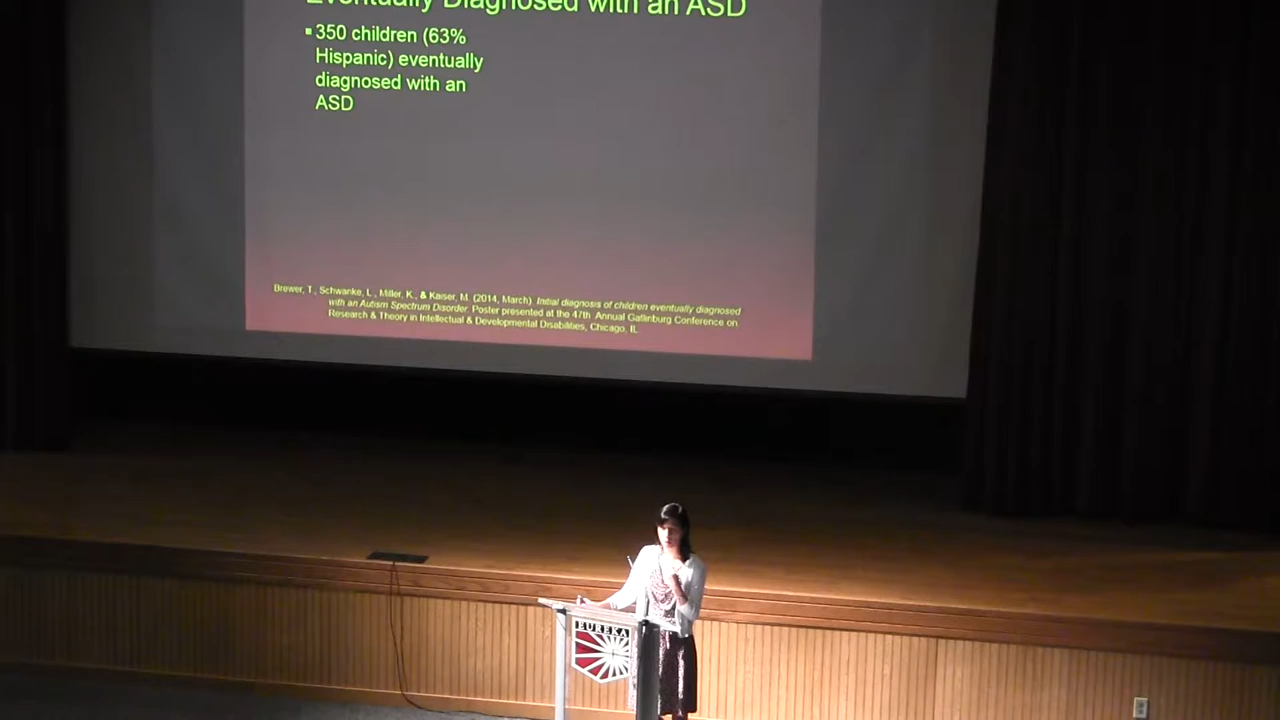 Eventually Diagnosed with an ASD
▪ 350 children (63%
Hispanic) eventually
diagnosed with an
ASD
Brewer, T., Schwanke, L., Miller, K., & Kaiser, M. (2014, March). Initial diagnosis of children eventually diagnosed
with an Autism Spectrum Disorder. Poster presented at the 47th Annual Gatlinburg Conference on
Research & Theory in Intellectual & Developmental Disabilities, Chicago, IL
EUREKA